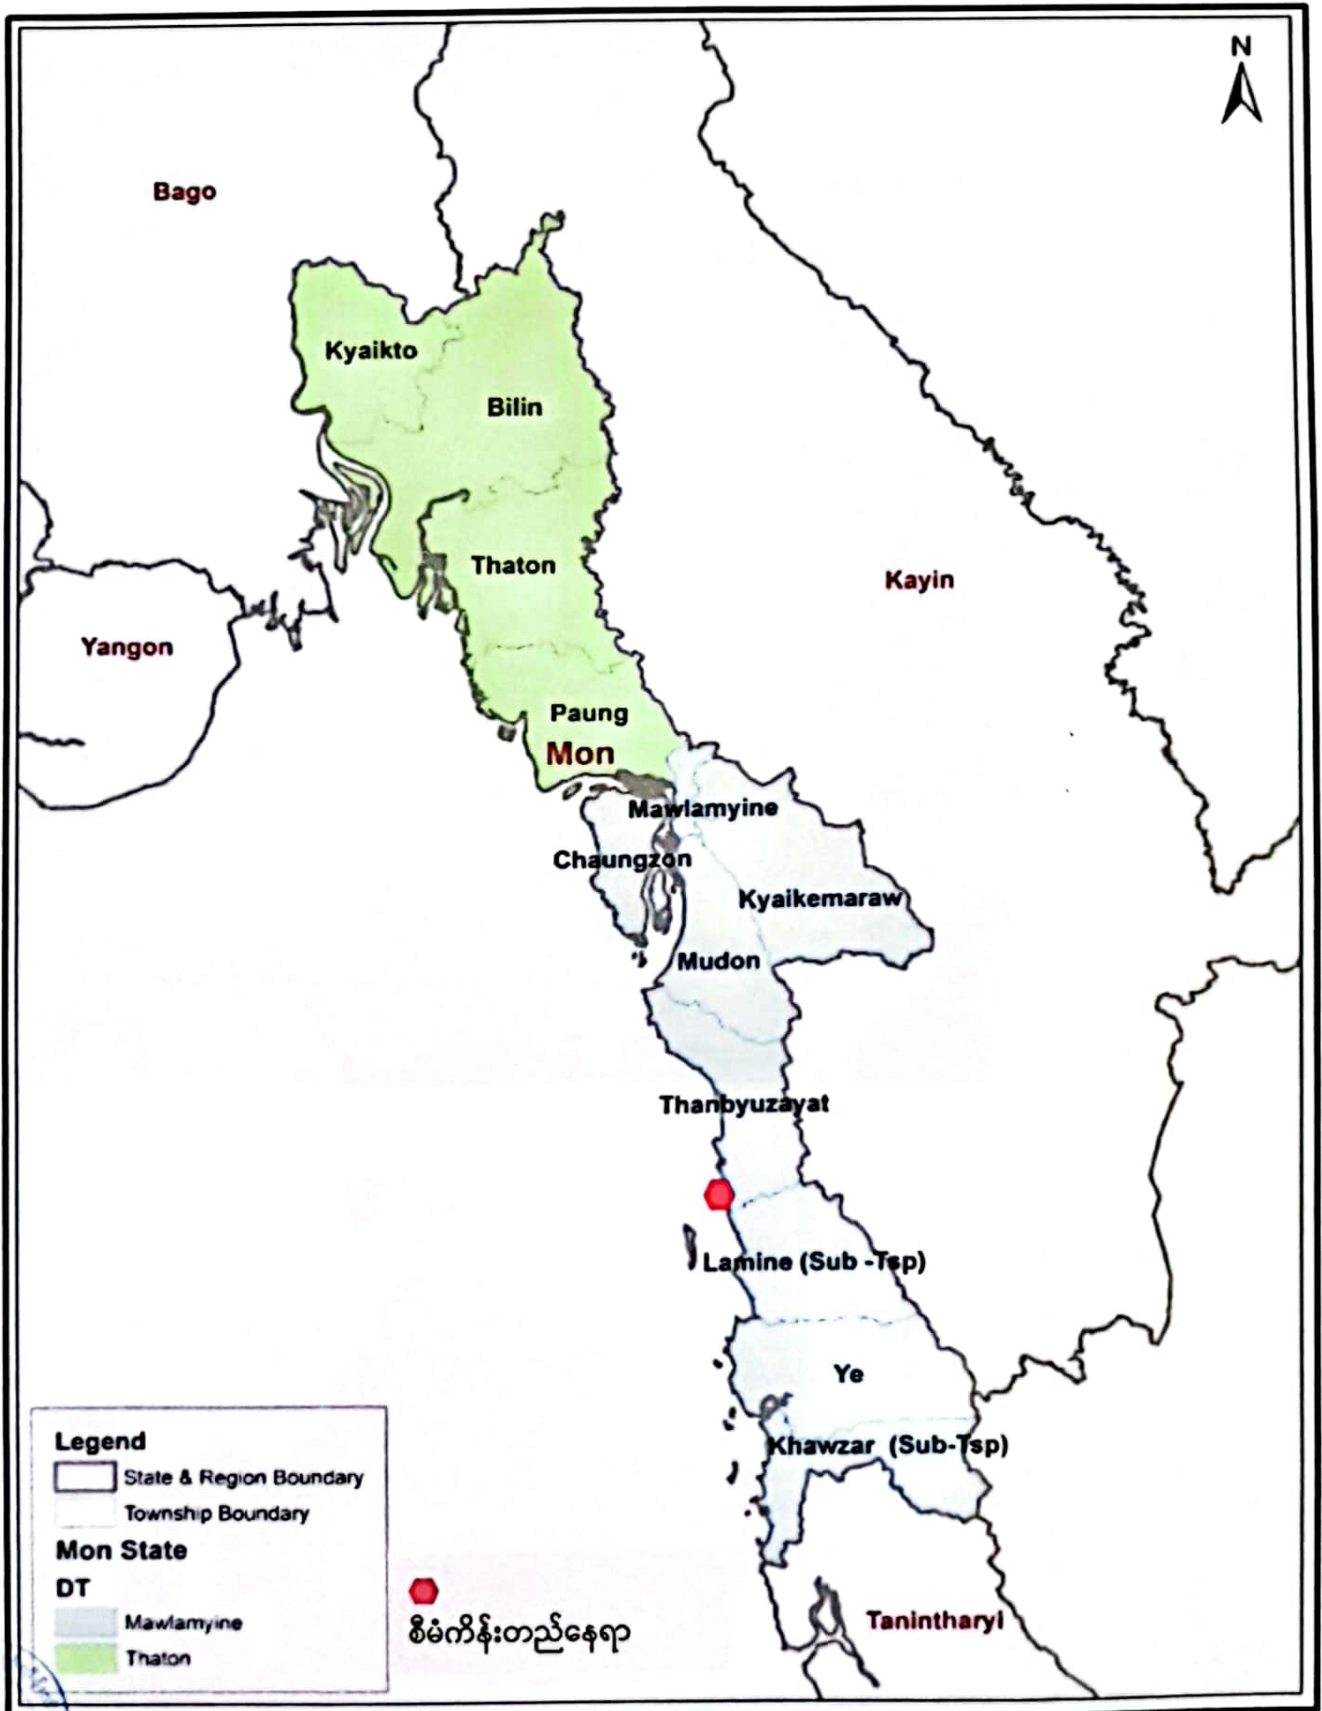 N
Bago
Kyaikto
Bilin
Thaton
Kayin
Yangon
Paung
Mon
Mawlamyine
Chaungzon
Kyaikemaraw
Mudon
Thanbyuzayat
Lamine (Sub -Tsp)
Ye
Khawzar (Sub-Tsp)
Tanintharyi
Legend
State & Region Boundary
Township Boundary
Mon State
DT
Mawlamyine
Thaton
စီမံကိန်းတည်နေရာ